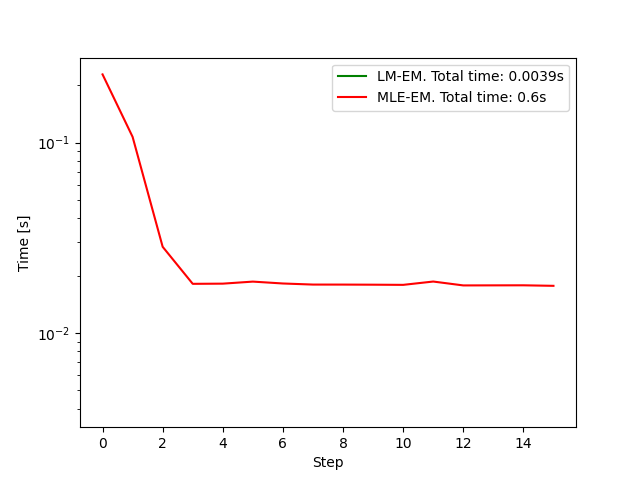 LM-EM. Total time: 0.0039s
MLE-EM. Total time: 0.6s
10⁻¹
10⁻²
Time [s]
0 2 4 6 8 10 12 14
Step